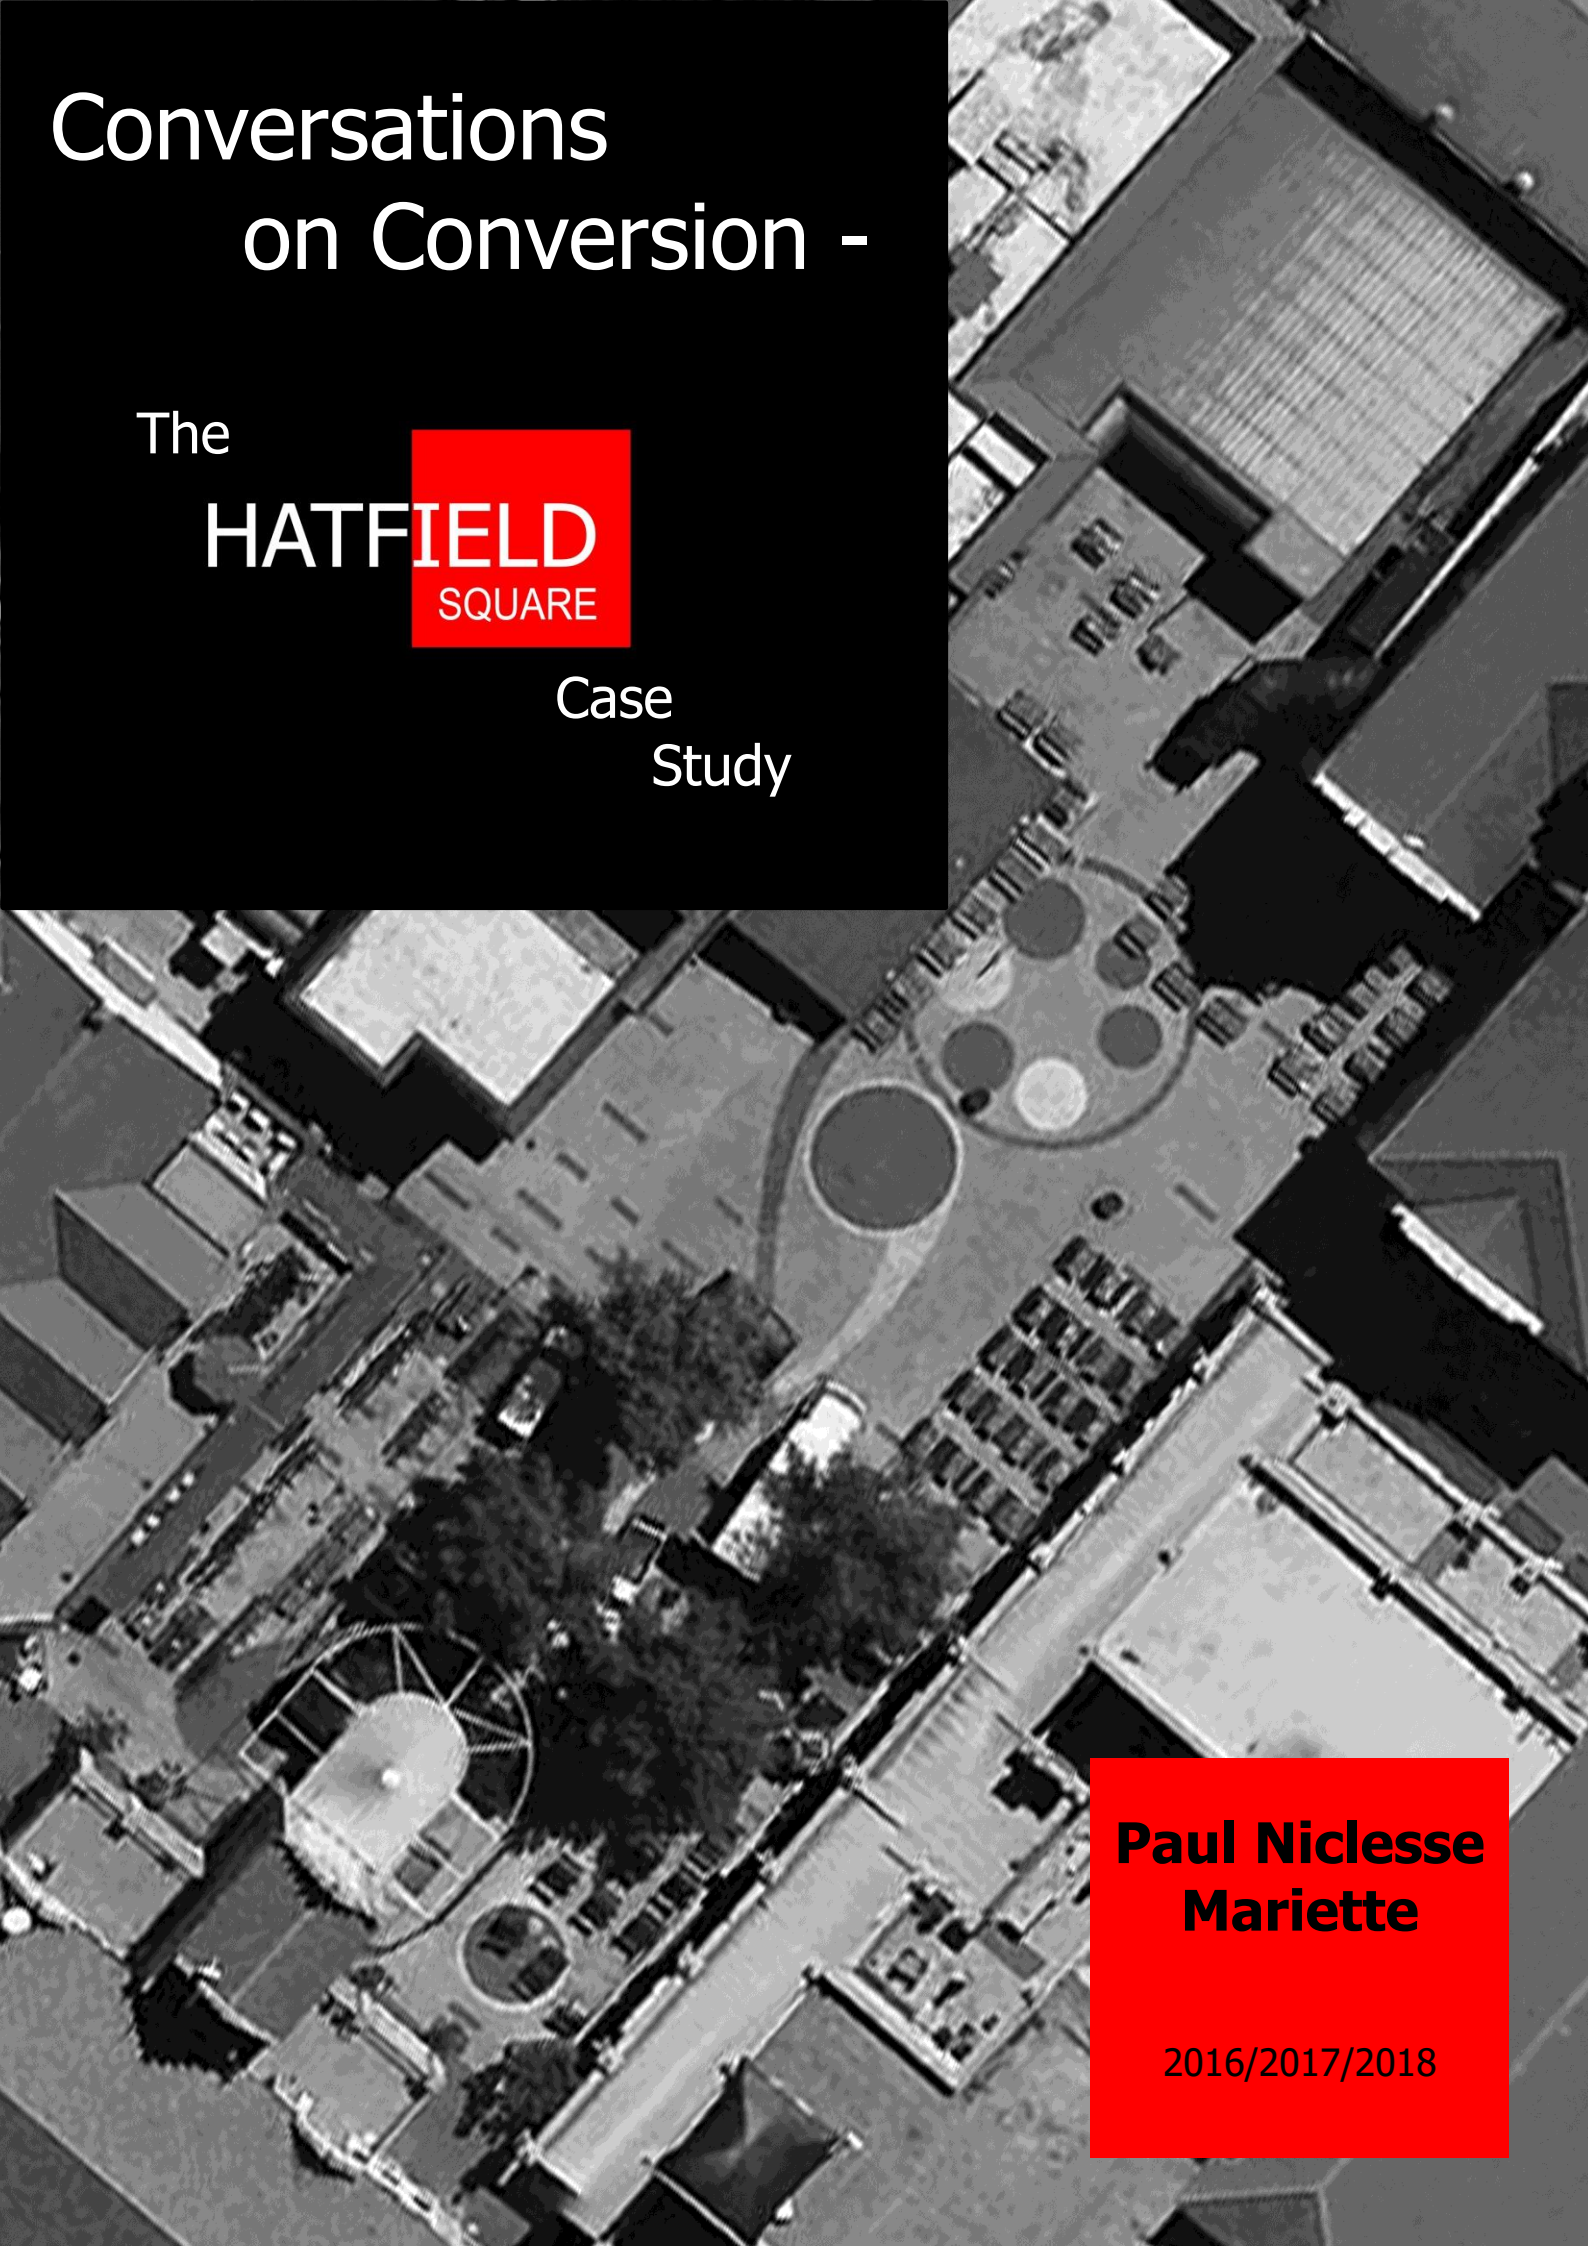 Conversations
on Conversion -
The
HATFIELD
SQUARE
Case
Study
Paul Niclesse
Mariette
2016/2017/2018